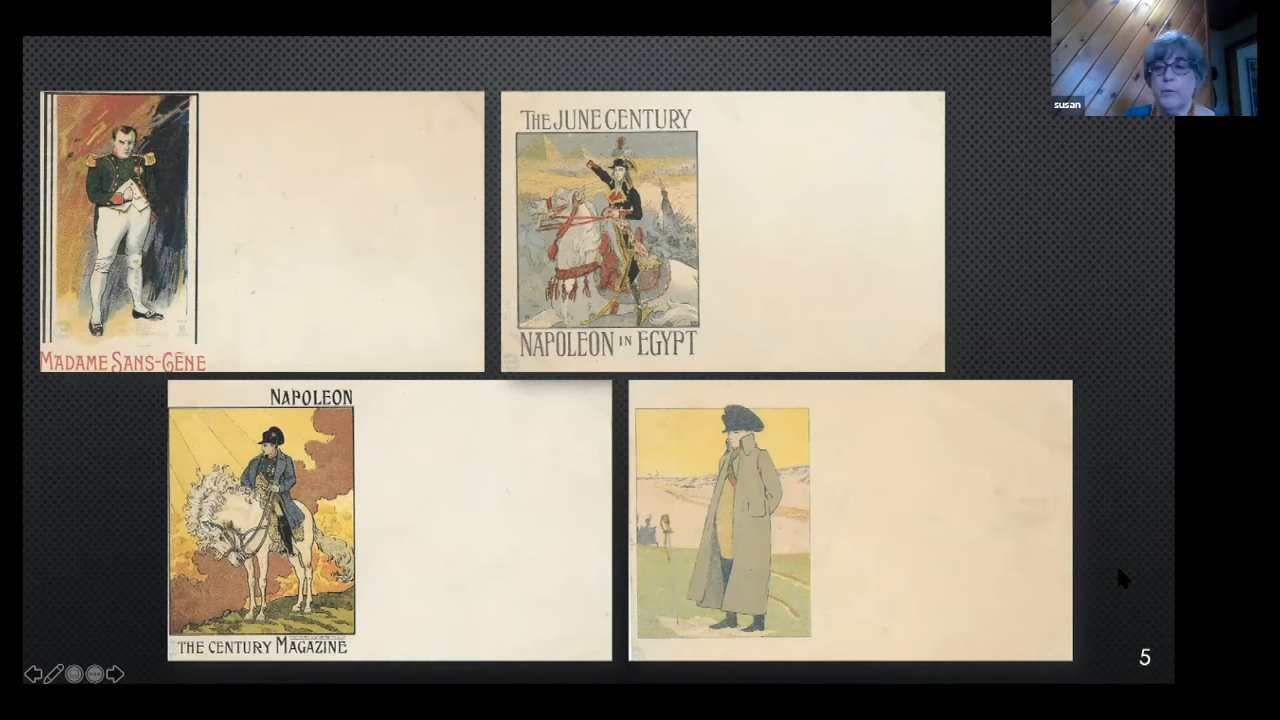 susan
MADAME SANS-GÊNE
THE JUNE CENTURY
NAPOLEON IN EGYPT
NAPOLEON
THE CENTURY MAGAZINE
5